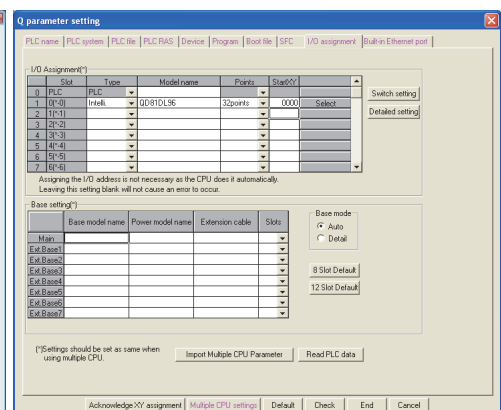 Q parameter setting
PLC name PLC system PLC file PLC RAS Device Program Boot file SFC I/O assignment Built-in Ethernet port
I/O Assignment(*)
Slot Type Model name Points StartXY
0 PLC PLC
1 0(*-0) Intelli. QD81DL96 32points 0000 Select
2 1(*-1)
3 2(*-2)
4 3(*-3)
5 4(*-4)
6 5(*-5)
7 6(*-6)
Switch setting
Detailed setting
Assigning the I/O address is not necessary as the CPU does it automatically.
Leaving this setting blank will not cause an error to occur.
Base setting(*)
Base model name Power model name Extension cable Slots
Main
Ext.Base1
Ext.Base2
Ext.Base3
Ext.Base4
Ext.Base5
Ext.Base6
Ext.Base7
Base mode
Auto
Detail
8 Slot Default
12 Slot Default
(*)Settings should be set as same when
using multiple CPU.
Import Multiple CPU Parameter Read PLC data
Acknowledge XY assignment Multiple CPU settings Default Check End Cancel